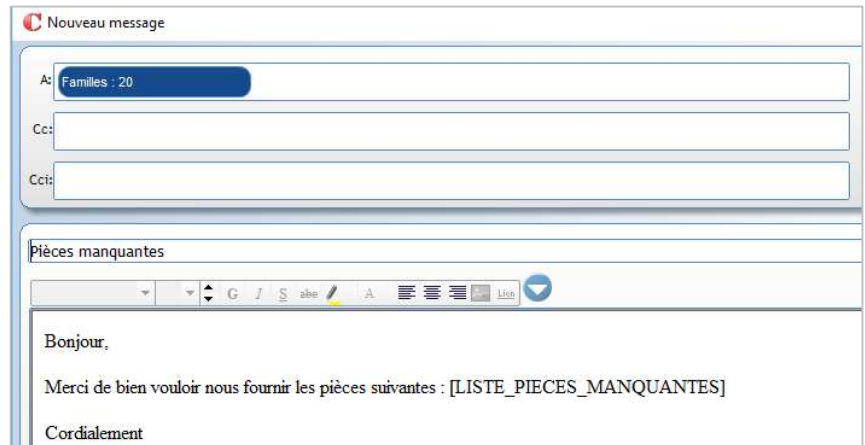 Nouveau message
A: Familles : 20
Cc:
Cci:
Pièces manquantes
G I S abe A Lien
Bonjour,
Merci de bien vouloir nous fournir les pièces suivantes : [LISTE_PIECES_MANQUANTES]
Cordialement